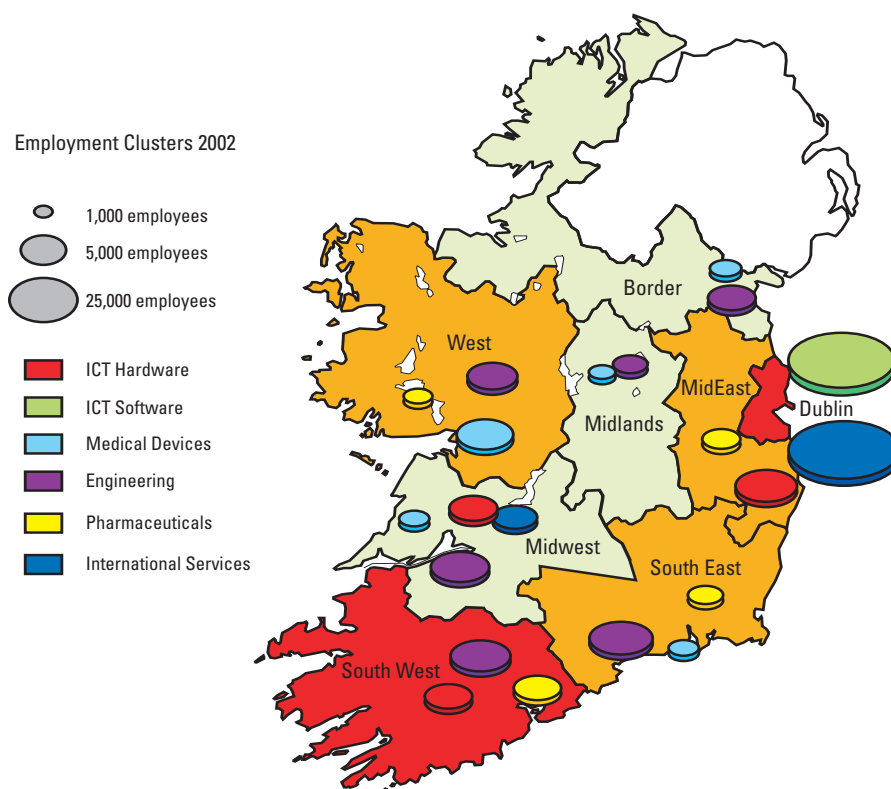 Employment Clusters 2002
1,000 employees
5,000 employees
25,000 employees
ICT Hardware
ICT Software
Medical Devices
Engineering
Pharmaceuticals
International Services
Border
West
MidEast
Dublin
Midlands
Midwest
South East
South West